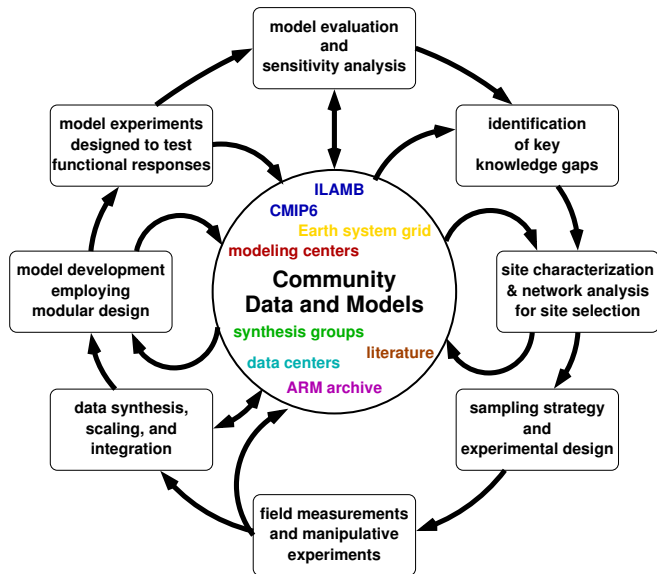 model evaluation
and
sensitivity analysis
model experiments
designed to test
functional responses
identification
of key
knowledge gaps
ILAMB
CMIP6
Earth system grid
modeling centers
Community
Data and Models
synthesis groups
literature
data centers
ARM archive
model development
employing
modular design
site characterization
& network analysis
for site selection
data synthesis,
scaling, and
integration
sampling strategy
and
experimental design
field measurements
and manipulative
experiments